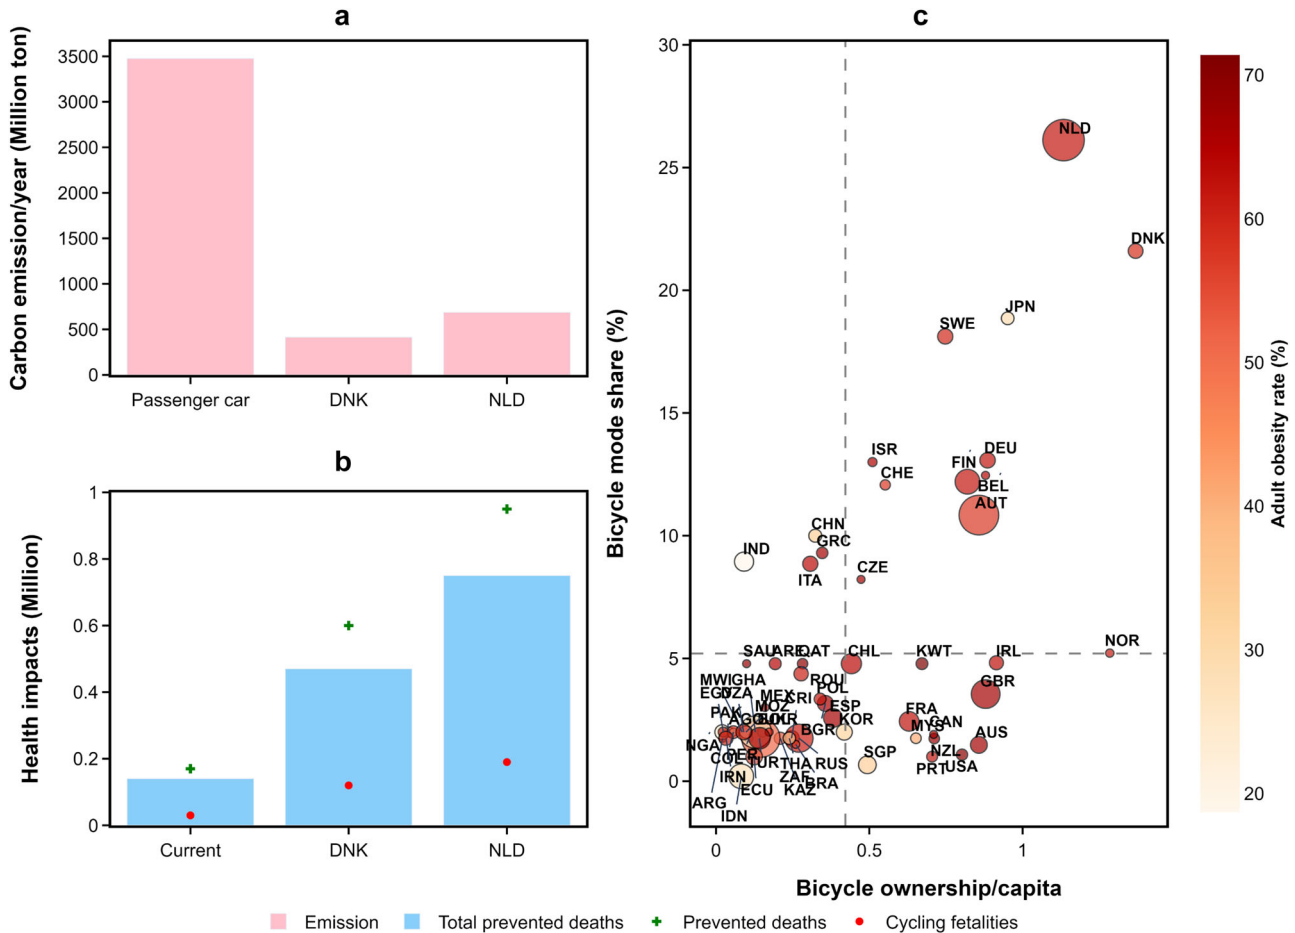 a
Carbon emission/year (Million ton)
3500
3000
2500
2000
1500
1000
500
0
Passenger car
DNK
NLD
b
Health impacts (Million)
1
0.8
0.6
0.4
0.2
0
Current
DNK
NLD
c
Bicycle mode share (%)
30
25
20
15
10
5
0
NLD
DNK
JPN
SWE
ISR
CHE
DEU
FIN
BEL
AUT
CHN
GRC
IND
ITA
CZE
NOR
SAU
ARE
QAT
CHL
KWT
IRL
MWI
GHA
ROU
GBR
EGY
DZA
MEX
CRI
POL
MOZ
ESP
PAK
AGO
KOR
FRA
CAN
MYS
BGR
AUS
NGA
COL
PER
TUR
THA
RUS
SGP
NZL
PRT
USA
IRN
ECU
ZAF
BRA
KAZ
ARG
IDN
0
0.5
1
Bicycle ownership/capita
70
60
50
40
30
20
Adult obesity rate (%)
Emission
Total prevented deaths
Prevented deaths
Cycling fetalities